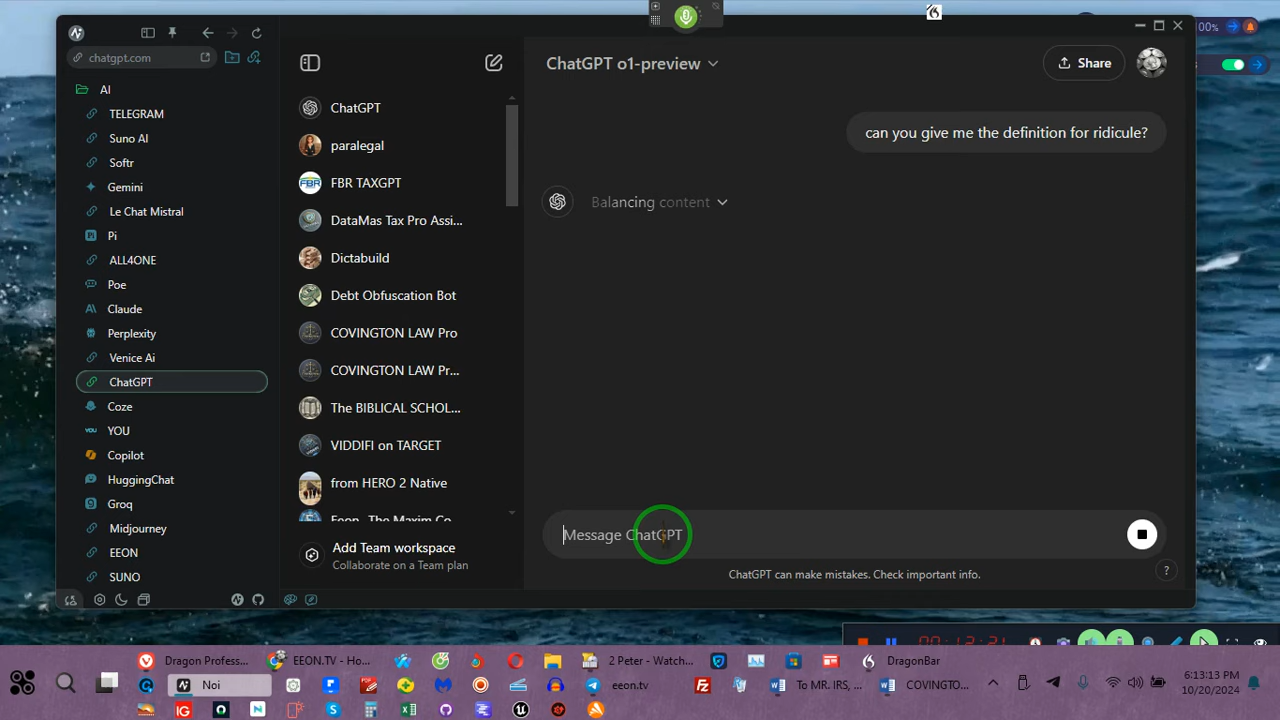 100%
chatgpt.com
AI
TELEGRAM
Suno AI
Softr
Gemini
Le Chat Mistral
Pi
ALL4ONE
Poe
Claude
Perplexity
Venice Ai
ChatGPT
Coze
YOU
Copilot
HuggingChat
Groq
Midjourney
EEON
SUNO
ChatGPT
paralegal
FBR TAXGPT
DataMas Tax Pro Assi...
Dictabuild
Debt Obfuscation Bot
COVINGTON LAW Pro
COVINGTON LAW Pr...
The BIBLICAL SCHOL...
VIDDIFI on TARGET
from HERO 2 Native
Eeon - The Maxim Co
Add Team workspace
Collaborate on a Team plan
ChatGPT o1-preview
Share
can you give me the definition for ridicule?
Balancing content
Message ChatGPT
ChatGPT can make mistakes. Check important info.
?
Dragon Profess...
EEON.TV - Ho...
2 Peter - Watch...
DragonBar
Noi
eeon.tv
To MR. IRS, ...
COVINGTO...
6:13:13 PM
10/20/2024